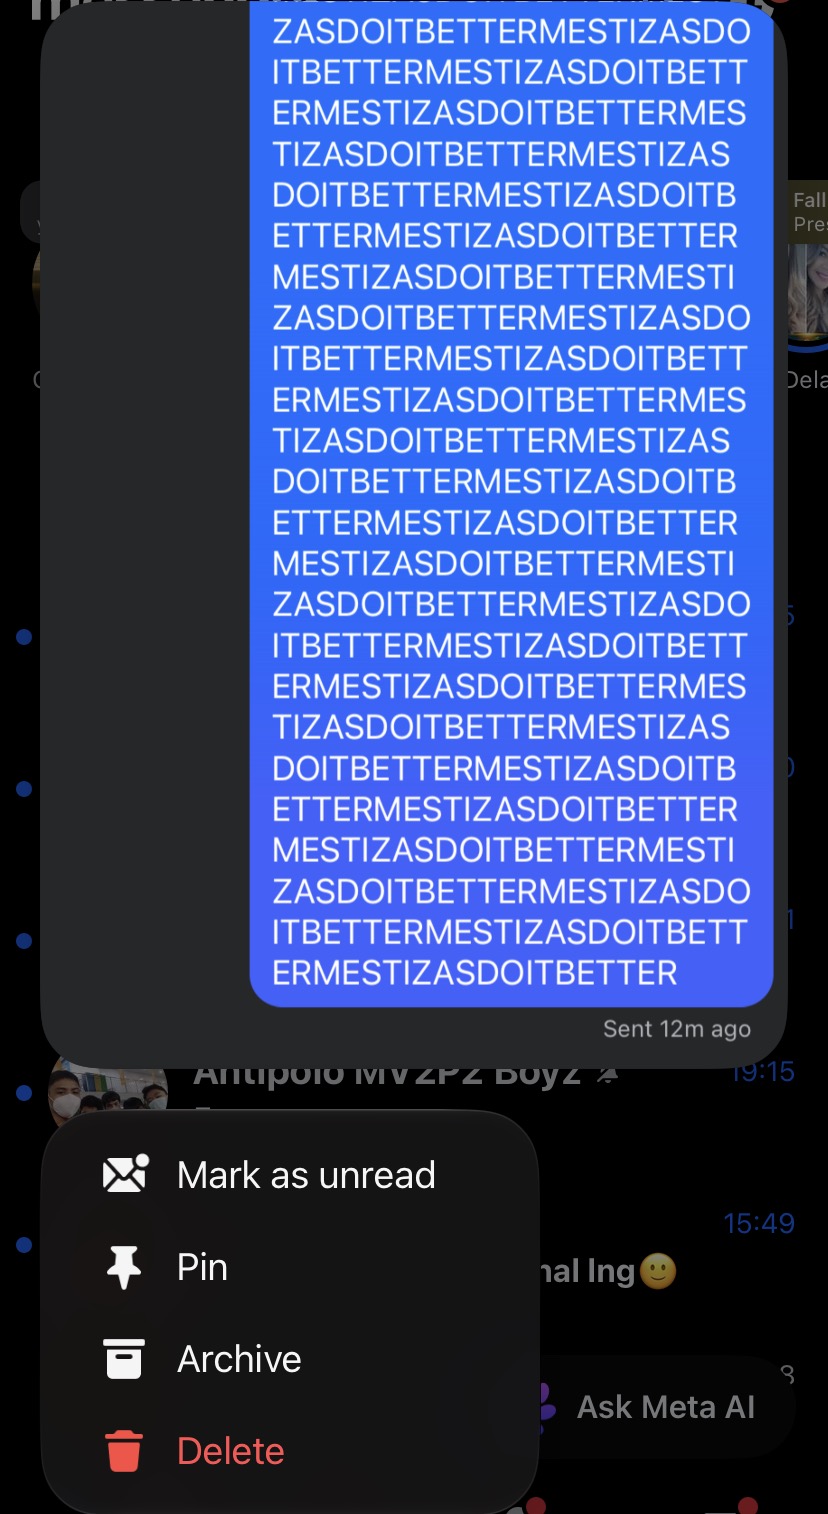 ZASDOITBETTERMESTIZASDO
ITBETTERMESTIZASDOITBETT
ERMESTIZASDOITBETTERMES
TIZASDOITBETTERMESTIZAS
DOITBETTERMESTIZASDOITB
ETTERMESTIZASDOITBETTER
MESTIZASDOITBETTERMESTI
ZASDOITBETTERMESTIZASDO
ITBETTERMESTIZASDOITBETT
ERMESTIZASDOITBETTERMES
TIZASDOITBETTERMESTIZAS
DOITBETTERMESTIZASDOITB
ETTERMESTIZASDOITBETTER
MESTIZASDOITBETTERMESTI
ZASDOITBETTERMESTIZASDO
ITBETTERMESTIZASDOITBETT
ERMESTIZASDOITBETTERMES
TIZASDOITBETTERMESTIZAS
DOITBETTERMESTIZASDOITB
ETTERMESTIZASDOITBETTER
MESTIZASDOITBETTERMESTI
ZASDOITBETTERMESTIZASDO
ITBETTERMESTIZASDOITBETT
ERMESTIZASDOITBETTER
Fall
Sent 12m ago
Antipolo MV2P2 Boyz 19:15
Mark as unread
15:49
Pin
Ing🙂
Archive
Ask Meta AI
Delete